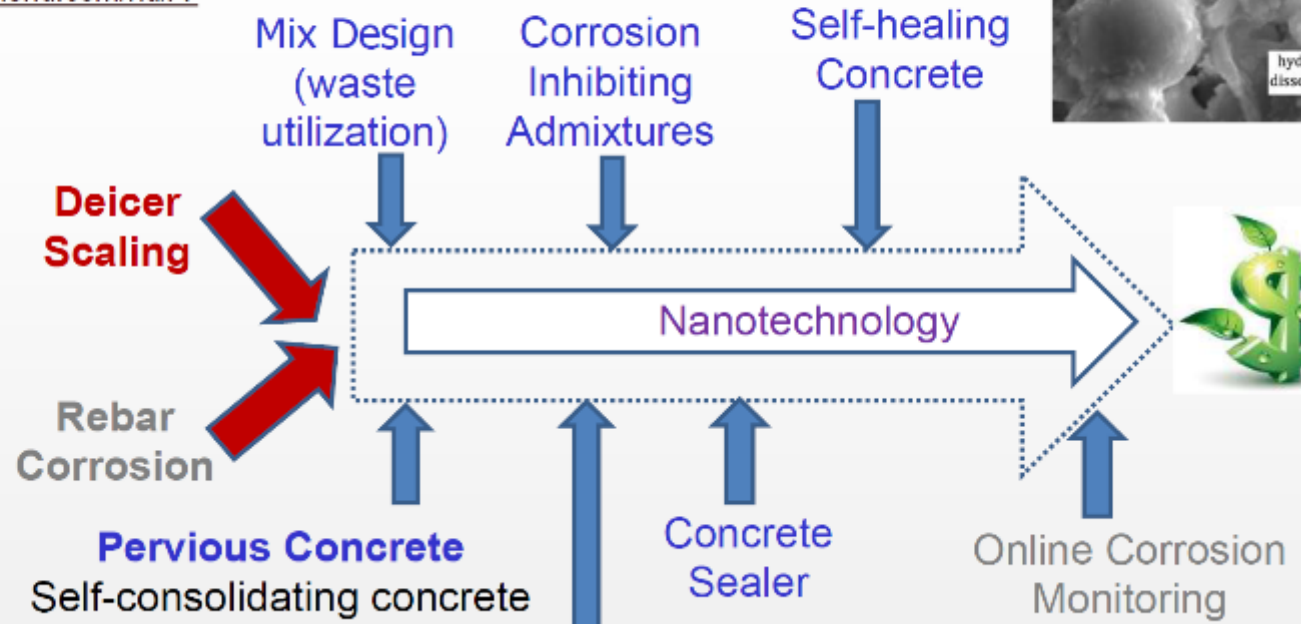 Mix Design
(waste
utilization)
Corrosion
Inhibiting
Admixtures
Self-healing
Concrete
Deicer
Scaling
Nanotechnology
Rebar
Corrosion
Pervious Concrete
Self-consolidating concrete
Concrete
Sealer
Online Corrosion
Monitoring